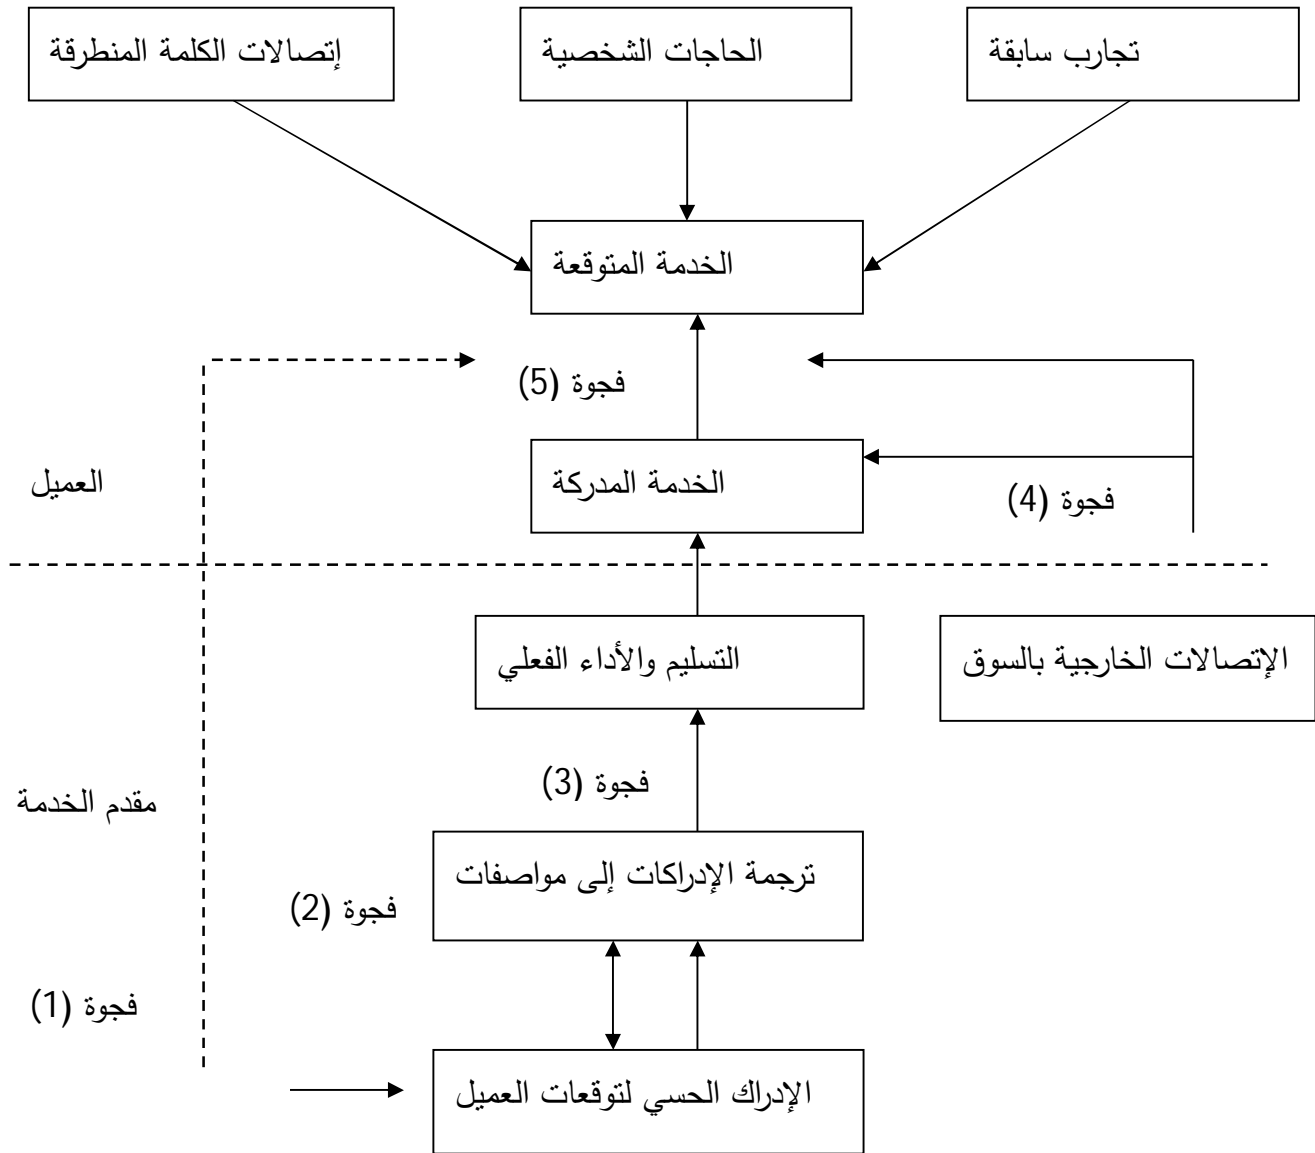 تجارب سابقة
الحاجات الشخصية
إتصالات الكلمة المنطرقة
الخدمة المتوقعة
فجوة (5)
الخدمة المدركة
العميل
فجوة (4)
التسليم والأداء الفعلي
الإتصالات الخارجية بالسوق
فجوة (3)
مقدم الخدمة
ترجمة الإدراكات إلى مواصفات
فجوة (2)
فجوة (1)
الإدراك الحسي لتوقعات العميل